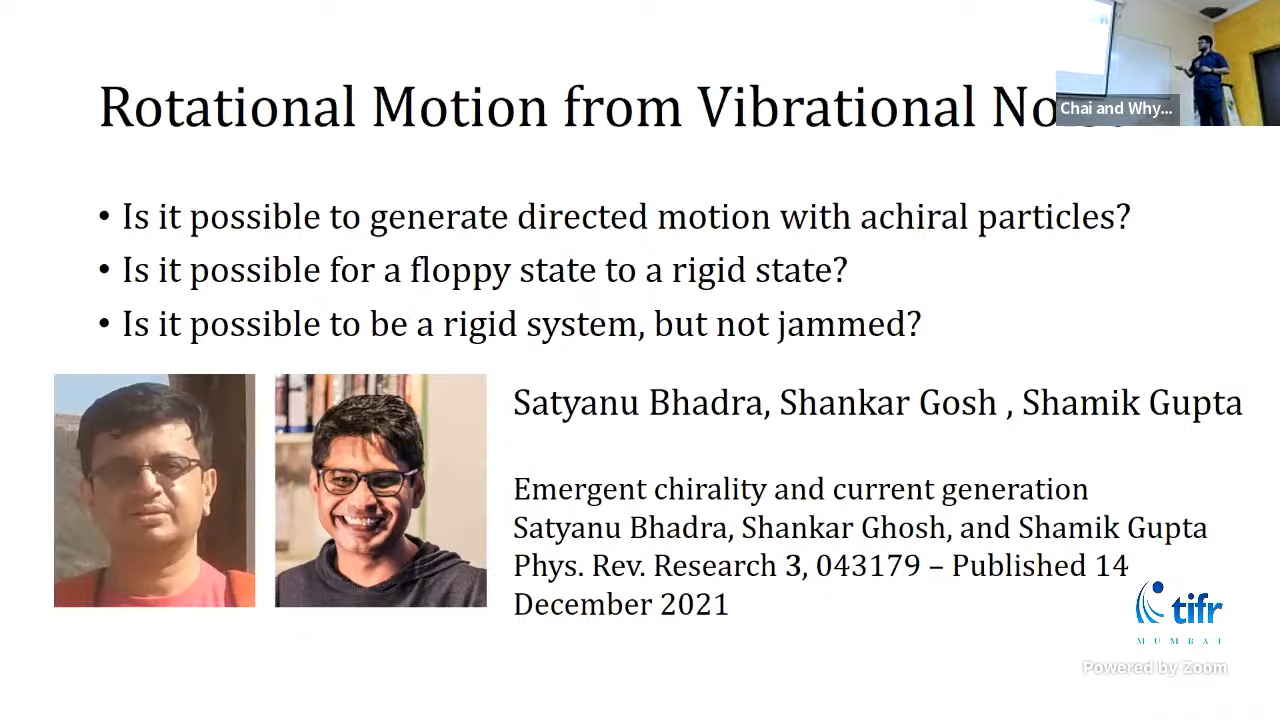 Rotational Motion from Vibrational
Chai and Why...
• Is it possible to generate directed motion with achiral particles?
• Is it possible for a floppy state to a rigid state?
• Is it possible to be a rigid system, but not jammed?
Satyanu Bhadra, Shankar Gosh , Shamik Gupta
Emergent chirality and current generation
Satyanu Bhadra, Shankar Ghosh, and Shamik Gupta
Phys. Rev. Research 3, 043179 – Published 14
December 2021
tifr
MUMBAI
Powered by Zoom